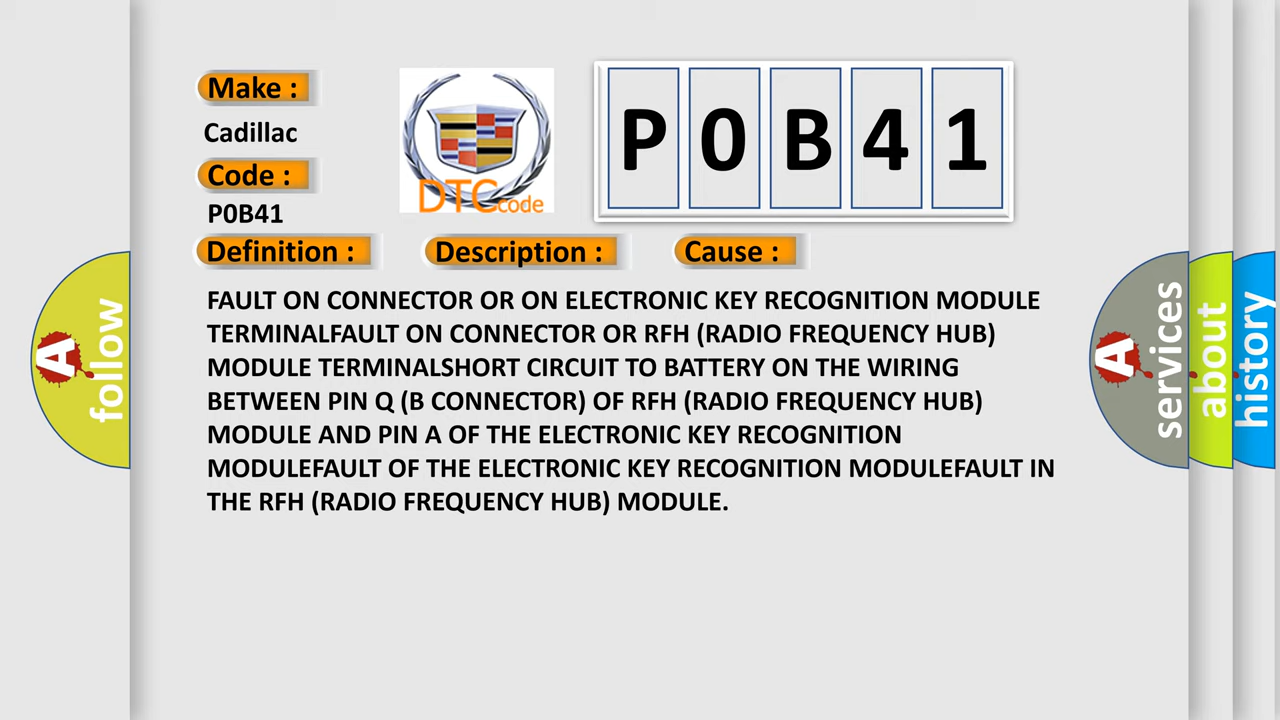 Make :
Cadillac
Code :
P0B41
DTCcode
P 0 B 4 1
Definition :
Description :
Cause :
FAULT ON CONNECTOR OR ON ELECTRONIC KEY RECOGNITION MODULE
TERMINALFAULT ON CONNECTOR OR RFH (RADIO FREQUENCY HUB)
MODULE TERMINALSHORT CIRCUIT TO BATTERY ON THE WIRING
BETWEEN PIN Q (B CONNECTOR) OF RFH (RADIO FREQUENCY HUB)
MODULE AND PIN A OF THE ELECTRONIC KEY RECOGNITION
MODULEFAULT OF THE ELECTRONIC KEY RECOGNITION MODULEFAULT IN
THE RFH (RADIO FREQUENCY HUB) MODULE.
A
follow
A
services
about
history